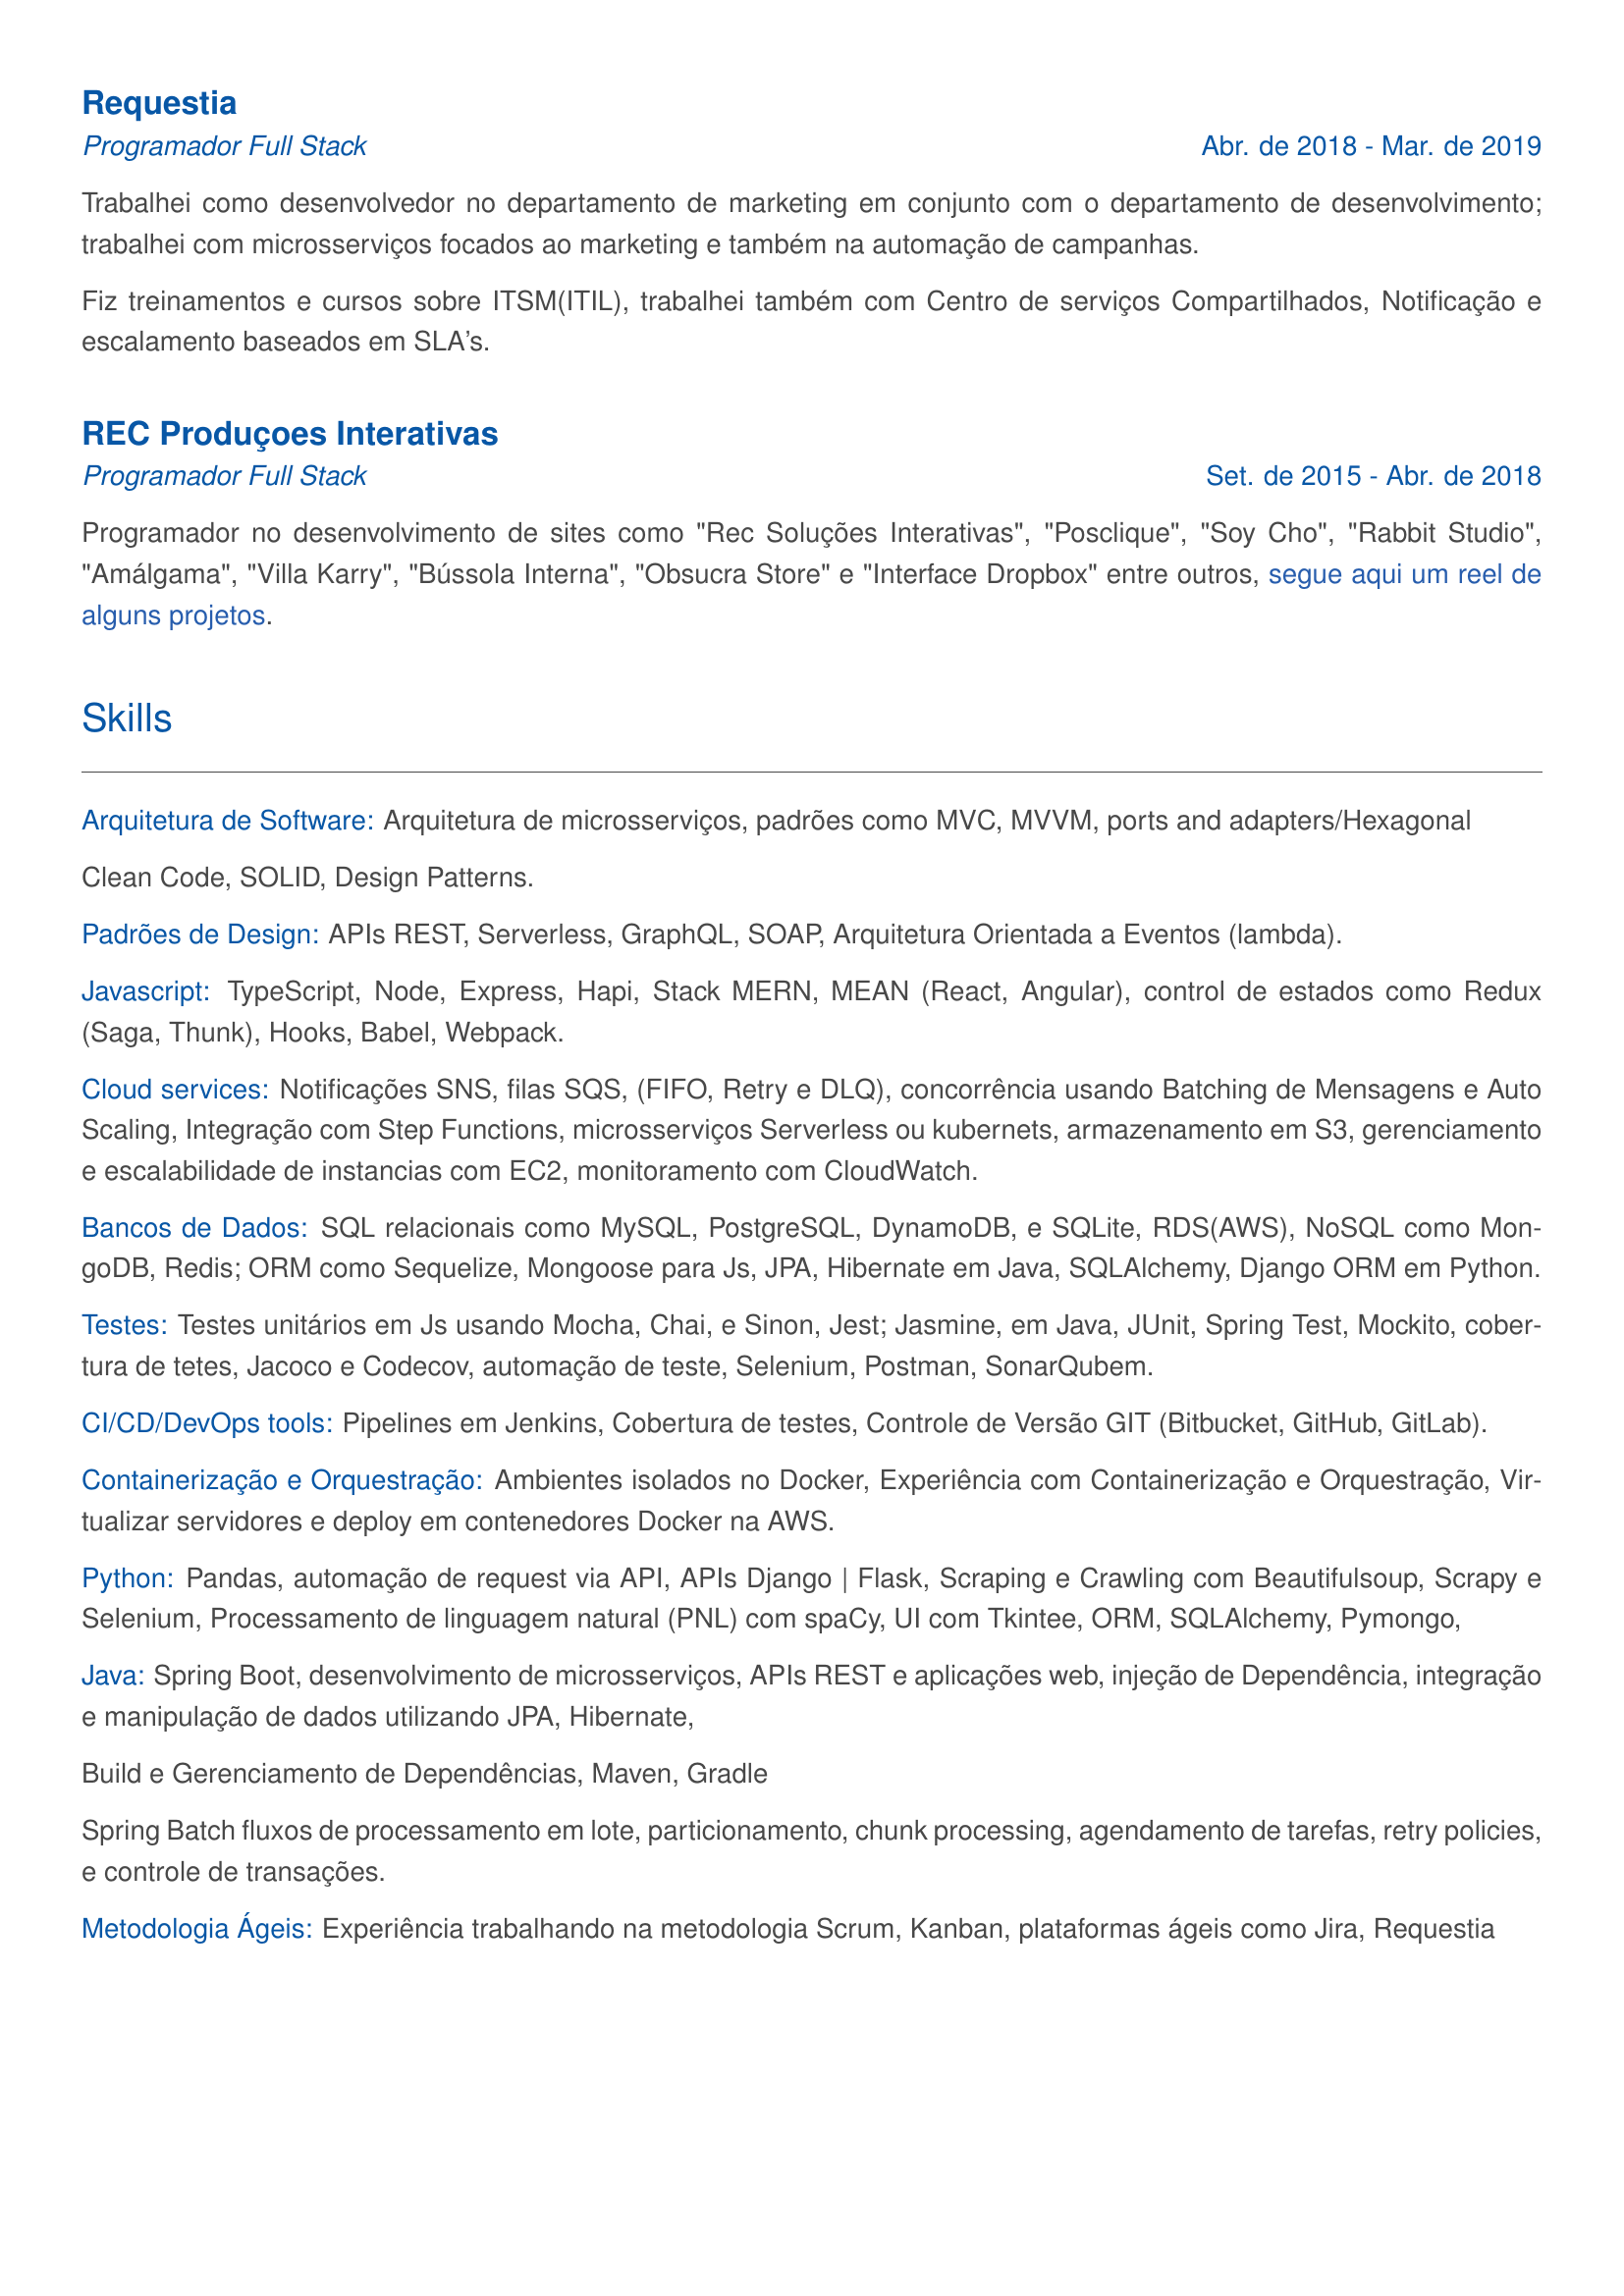 Requestia
Programador Full Stack Abr. de 2018 - Mar. de 2019
Trabalhei como desenvolvedor no departamento de marketing em conjunto com o departamento de desenvolvimento;
trabalhei com microsserviços focados ao marketing e também na automação de campanhas.
Fiz treinamentos e cursos sobre ITSM(ITIL), trabalhei também com Centro de serviços Compartilhados, Notificação e
escalamento baseados em SLA’s.
REC Produçoes Interativas
Programador Full Stack Set. de 2015 - Abr. de 2018
Programador no desenvolvimento de sites como "Rec Soluções Interativas", "Posclique", "Soy Cho", "Rabbit Studio",
"Amálgama", "Villa Karry", "Bússola Interna", "Obsucra Store" e "Interface Dropbox" entre outros, segue aqui um reel de
alguns projetos.
Skills
Arquitetura de Software: Arquitetura de microsserviços, padrões como MVC, MVVM, ports and adapters/Hexagonal
Clean Code, SOLID, Design Patterns.
Padrões de Design: APIs REST, Serverless, GraphQL, SOAP, Arquitetura Orientada a Eventos (lambda).
Javascript: TypeScript, Node, Express, Hapi, Stack MERN, MEAN (React, Angular), control de estados como Redux
(Saga, Thunk), Hooks, Babel, Webpack.
Cloud services: Notificações SNS, filas SQS, (FIFO, Retry e DLQ), concorrência usando Batching de Mensagens e Auto
Scaling, Integração com Step Functions, microsserviços Serverless ou kubernets, armazenamento em S3, gerenciamento
e escalabilidade de instancias com EC2, monitoramento com CloudWatch.
Bancos de Dados: SQL relacionais como MySQL, PostgreSQL, DynamoDB, e SQLite, RDS(AWS), NoSQL como Mon-
goDB, Redis; ORM como Sequelize, Mongoose para Js, JPA, Hibernate em Java, SQLAlchemy, Django ORM em Python.
Testes: Testes unitários em Js usando Mocha, Chai, e Sinon, Jest; Jasmine, em Java, JUnit, Spring Test, Mockito, cober-
tura de tetes, Jacoco e Codecov, automação de teste, Selenium, Postman, SonarQubem.
CI/CD/DevOps tools: Pipelines em Jenkins, Cobertura de testes, Controle de Versão GIT (Bitbucket, GitHub, GitLab).
Containerização e Orquestração: Ambientes isolados no Docker, Experiência com Containerização e Orquestração, Vir-
tualizar servidores e deploy em contenedores Docker na AWS.
Python: Pandas, automação de request via API, APIs Django | Flask, Scraping e Crawling com Beautifulsoup, Scrapy e
Selenium, Processamento de linguagem natural (PNL) com spaCy, UI com Tkintee, ORM, SQLAlchemy, Pymongo,
Java: Spring Boot, desenvolvimento de microsserviços, APIs REST e aplicações web, injeção de Dependência, integração
e manipulação de dados utilizando JPA, Hibernate,
Build e Gerenciamento de Dependências, Maven, Gradle
Spring Batch fluxos de processamento em lote, particionamento, chunk processing, agendamento de tarefas, retry policies,
e controle de transações.
Metodologia Ágeis: Experiência trabalhando na metodologia Scrum, Kanban, plataformas ágeis como Jira, Requestia